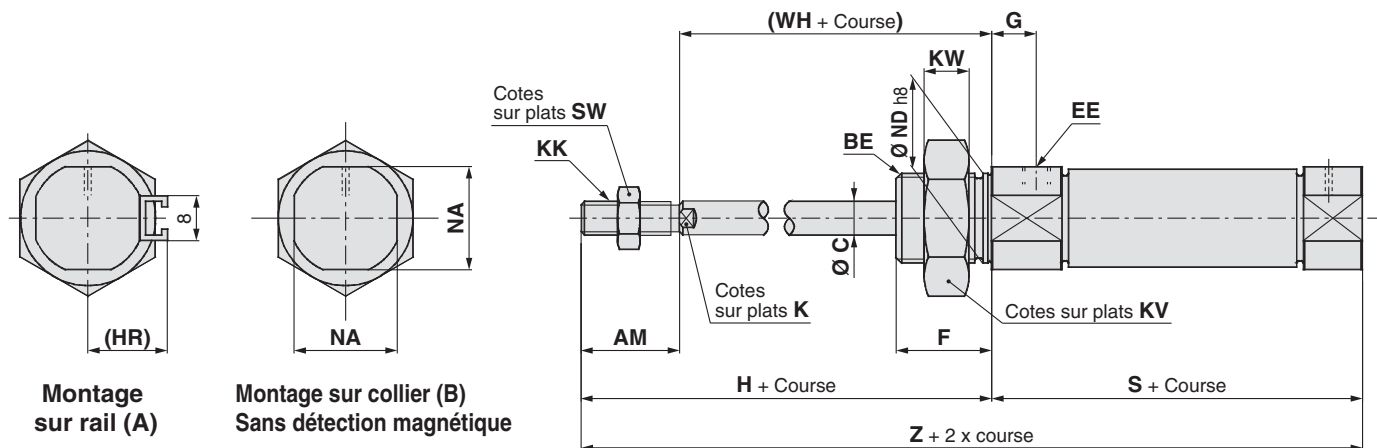 (WH + Course)
G
KW
Cotes
sur plats SW
Ø ND h8
EE
KK
BE
8
NA
Ø C
Cotes
sur plats K
Cotes sur plats KV
(HR)
NA
AM
F
Montage
sur rail (A)
Montage sur collier (B)
Sans détection magnétique
H + Course
S + Course
Z + 2 x course